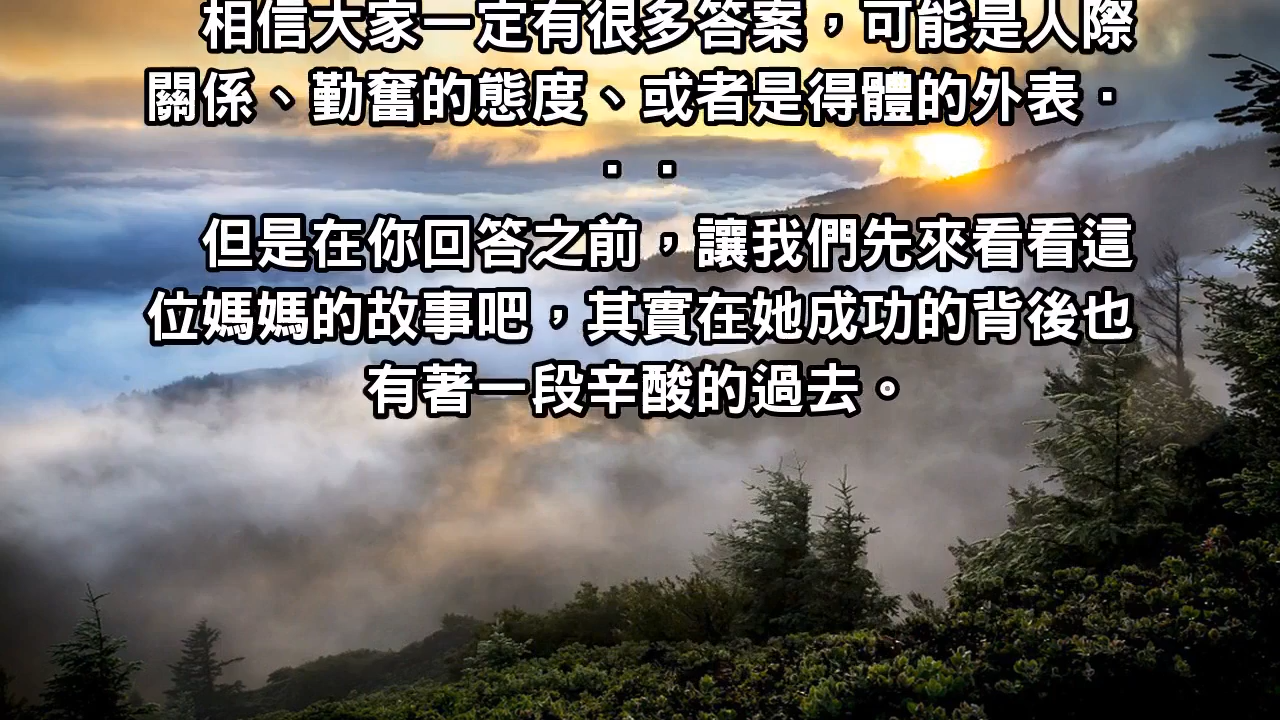 相信大家一定有很多答案，可能是人際
關係、勤奮的態度、或者是得體的外表．
．．
但是在你回答之前，讓我們先來看看這
位媽媽的故事吧，其實在她成功的背後也
有著一段辛酸的過去。